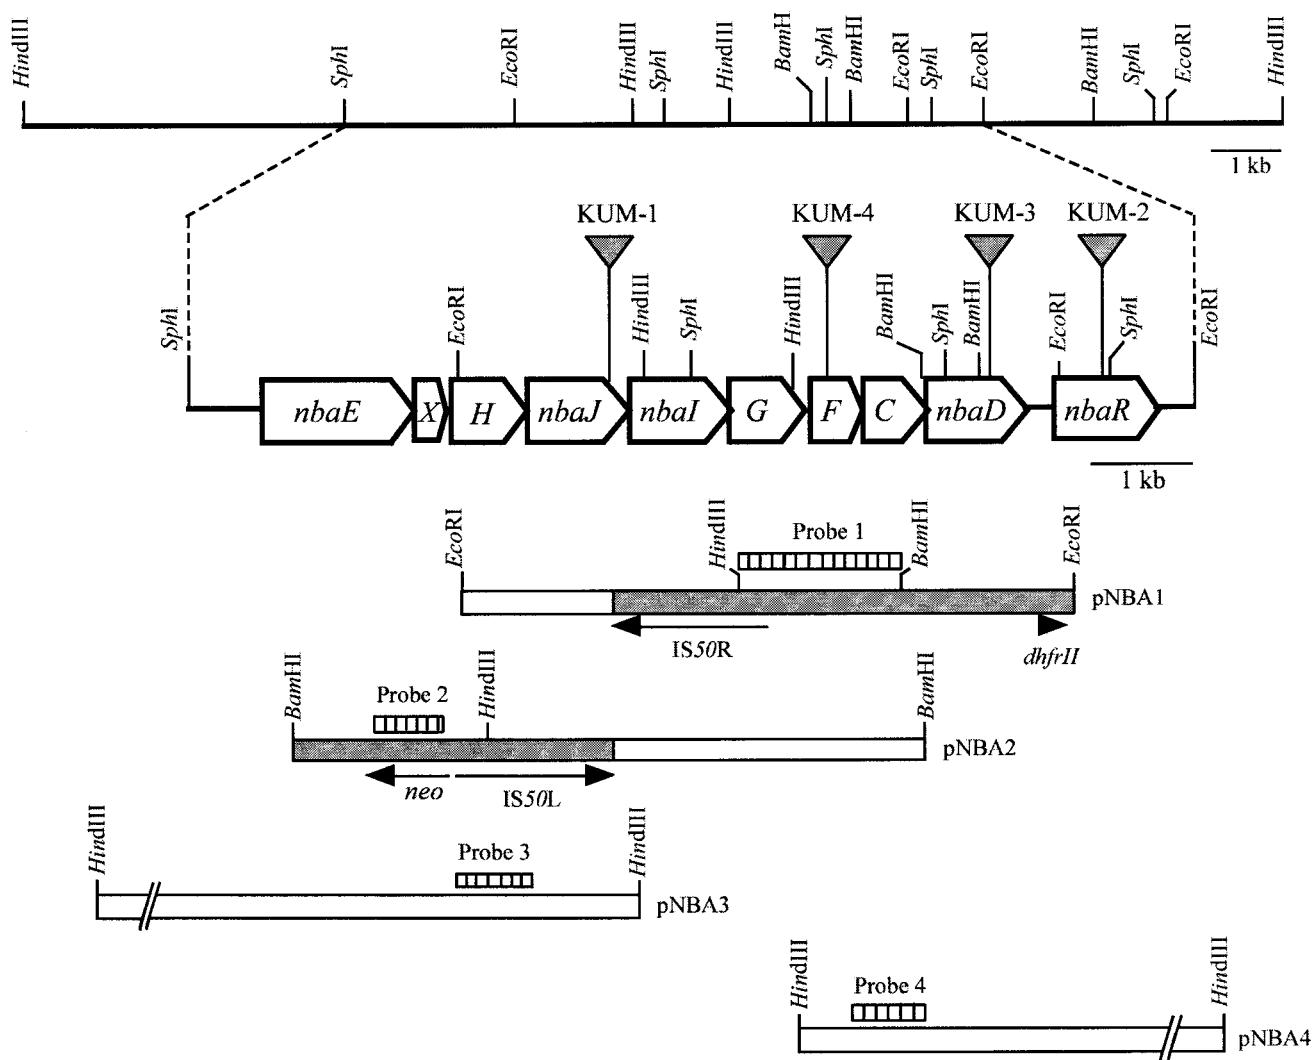 HindIII SphI EcoRI HindIII SphI HindIII BamH SphI BamHI EcoRI SphI EcoRI BamHI SphI EcoRI HindIII
1 kb
KUM-1 KUM-4 KUM-3 KUM-2
SphI EcoRI HindIII SphI HindIII BamHI SphI BamHI EcoRI SphI EcoRI
nbaE X H nbaJ nbaI G F C nbaD nbaR
1 kb
EcoRI HindIII Probe 1 BamHI EcoRI
pNBA1
IS50R dhfrII
BamHI Probe 2 HindIII BamHI
pNBA2
neo IS50L
HindIII Probe 3 HindIII
pNBA3
HindIII Probe 4 HindIII
pNBA4